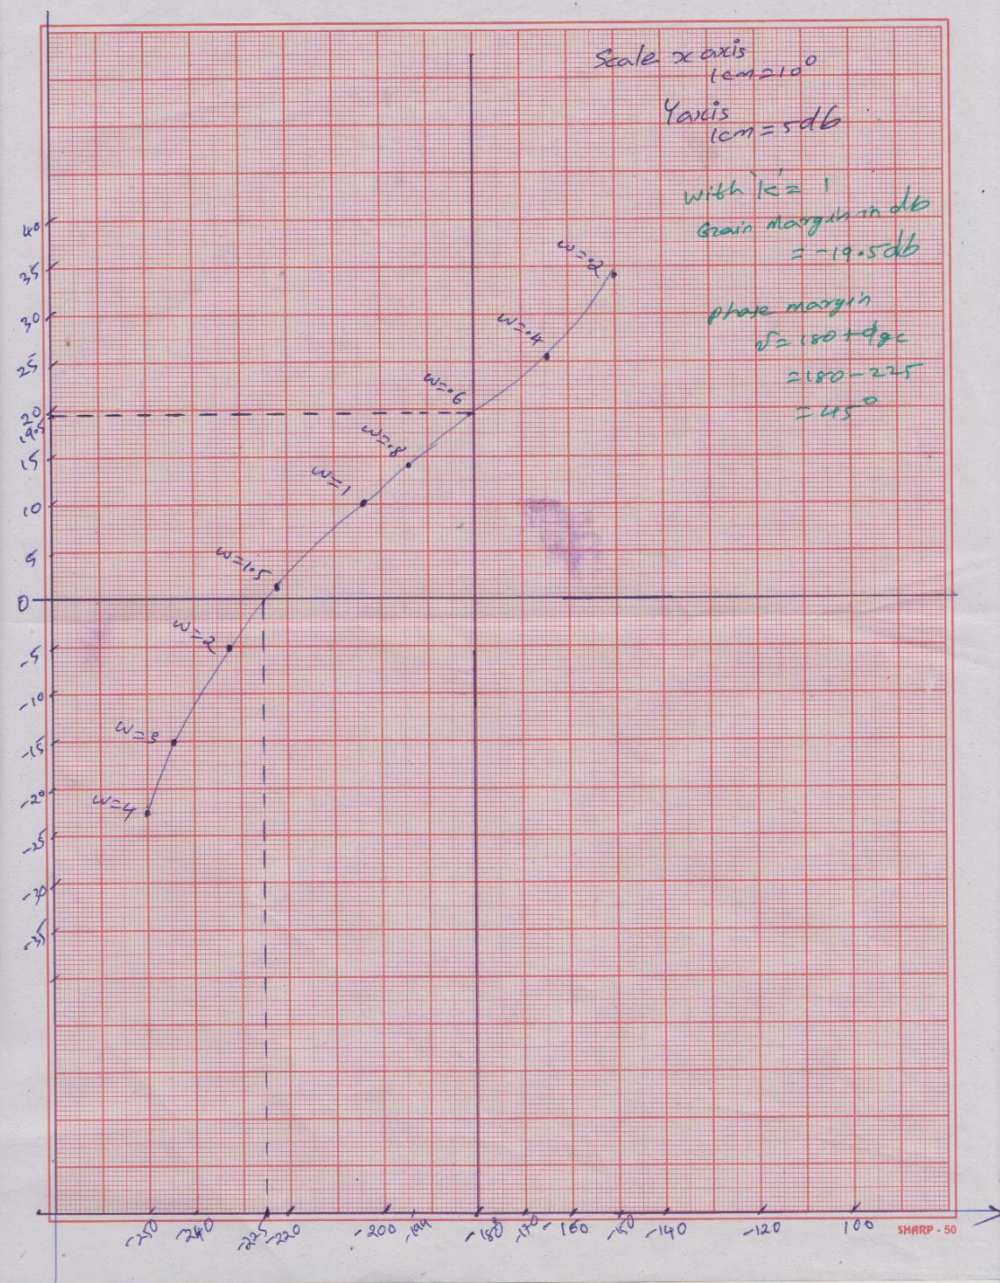 Scale x axis
1cm=10°
Y axis
1cm=5db
with 'K' = 1
Gain Margin in db
= -19.5db
phase margin
γ= 180+φgc
=180-225
=45°
w=.2
w=.4
w=.6
w=.8
w=1
w=1.5
w=2
w=3
w=4
40
35
30
25
20
19.5
15
10
5
0
-5
-10
-15
-20
-25
-30
-35
-250 -240 -225 -220 -200 -194 -180 -170 -160 -150 -140 -120 100
SHARP - 50